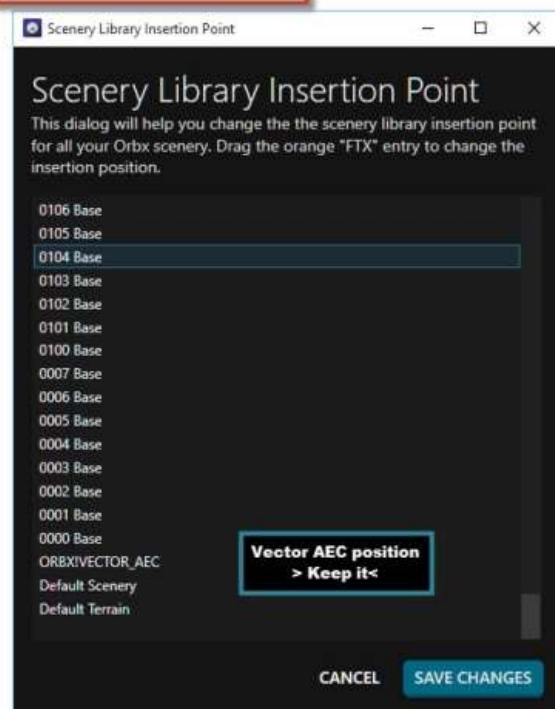 Scenery Library Insertion Point
Scenery Library Insertion Point
This dialog will help you change the the scenery library insertion point
for all your Orbx scenery. Drag the orange "FTX" entry to change the
insertion position.
0106 Base
0105 Base
0104 Base
0103 Base
0102 Base
0101 Base
0100 Base
0007 Base
0006 Base
0005 Base
0004 Base
0003 Base
0002 Base
0001 Base
0000 Base
ORBX!VECTOR_AEC
Default Scenery
Default Terrain
Vector AEC position
> Keep it<
CANCEL
SAVE CHANGES